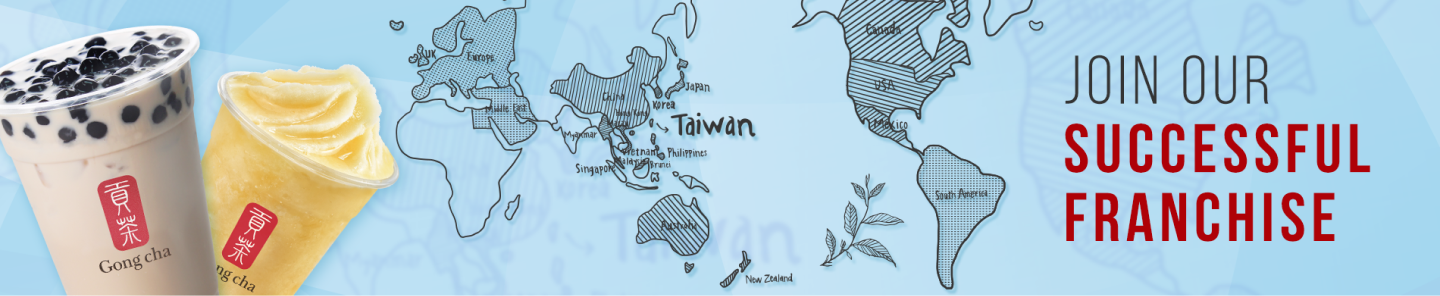 貢茶
Gong cha
貢茶
ng cha
UK
Europe
Middle East
China
Hong Kong
Macau
Myanmar
Korea
Japan
Taiwan
Vietnam
Philippines
Malaysia
Brunei
Singapore
Australia
New Zealand
Canada
USA
Mexico
South America
JOIN OUR
SUCCESSFUL
FRANCHISE